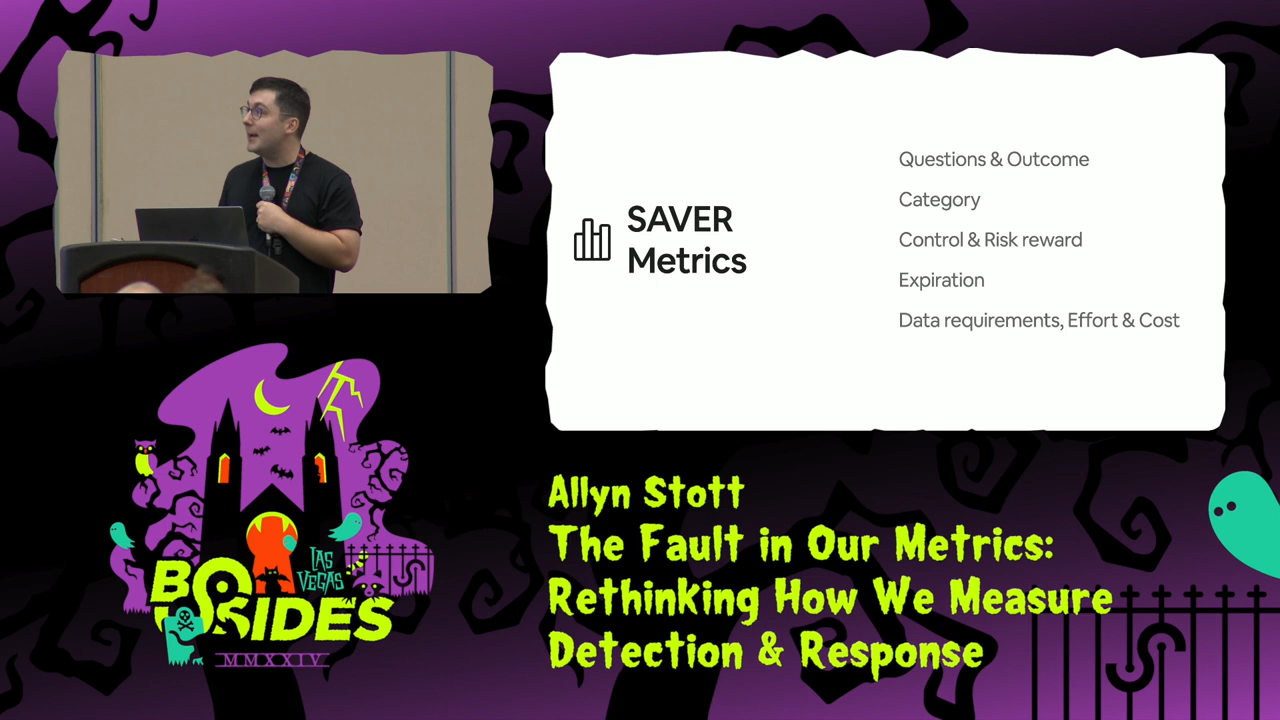 SAVER
Metrics
Questions & Outcome
Category
Control & Risk reward
Expiration
Data requirements, Effort & Cost
Allyn Stott
The Fault in Our Metrics:
Rethinking How We Measure
Detection & Response
LAS
VEGAS
BSIDES
MMXXIV